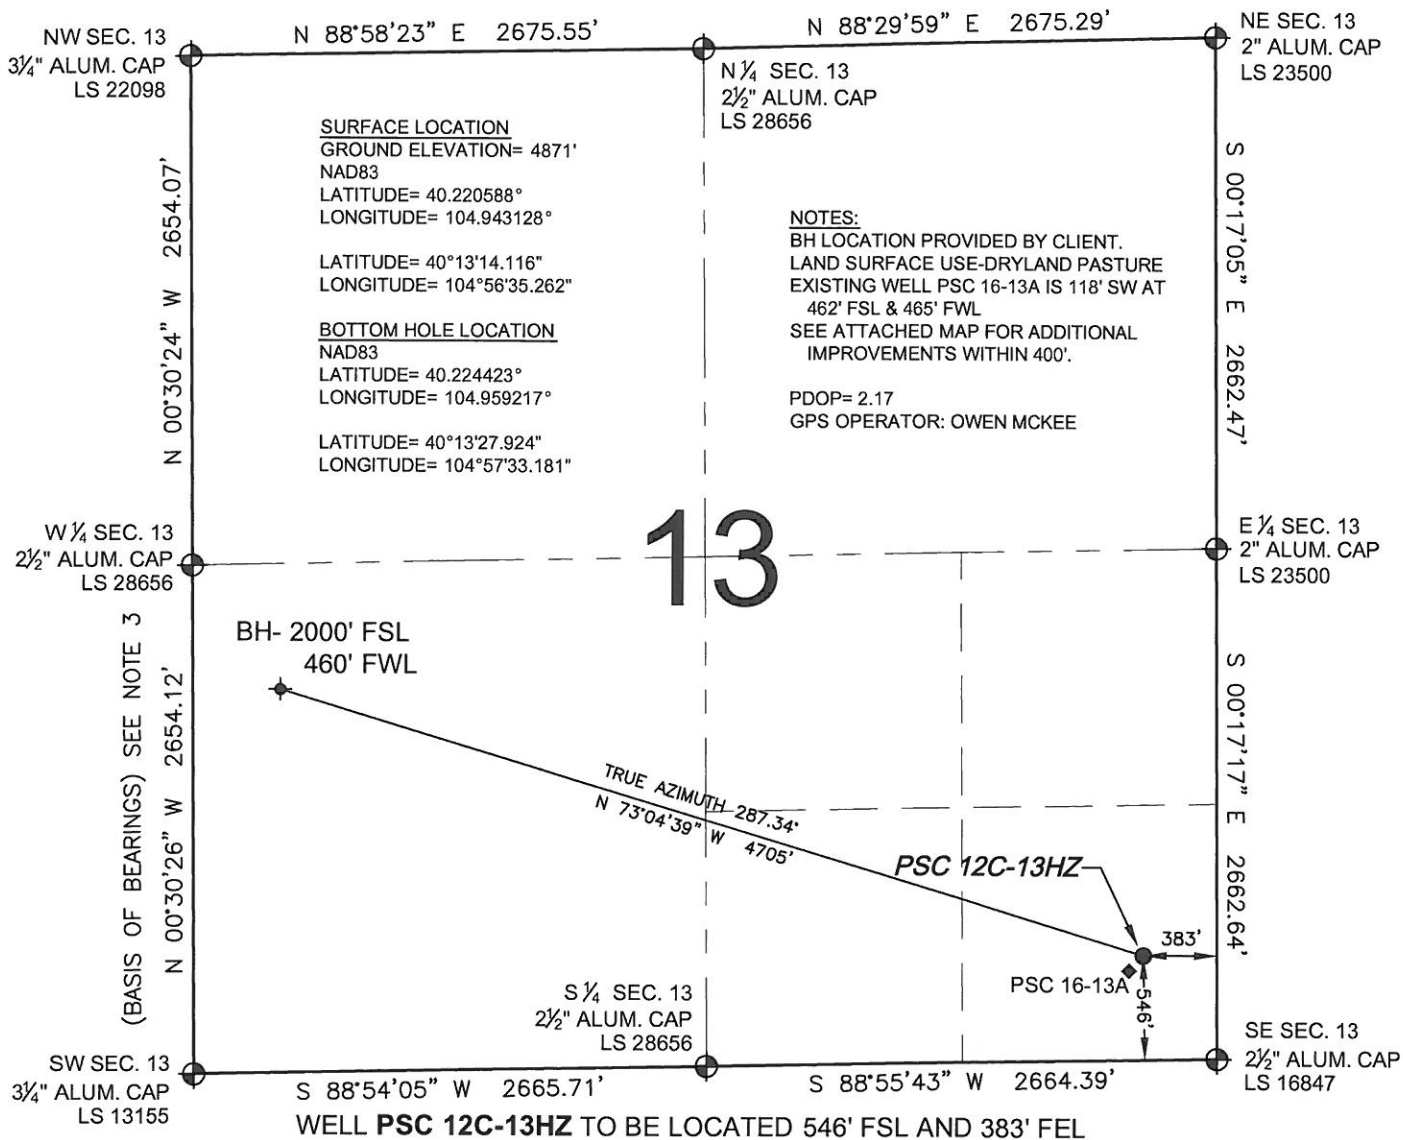 N 88°58'23" E 2675.55'
N 88°29'59" E 2675.29'
NW SEC. 13
3¼" ALUM. CAP
LS 22098
N ¼ SEC. 13
2½" ALUM. CAP
LS 28656
NE SEC. 13
2" ALUM. CAP
LS 23500
SURFACE LOCATION
GROUND ELEVATION= 4871'
NAD83
LATITUDE= 40.220588°
LONGITUDE= 104.943128°
LATITUDE= 40°13'14.116"
LONGITUDE= 104°56'35.262"
BOTTOM HOLE LOCATION
NAD83
LATITUDE= 40.224423°
LONGITUDE= 104.959217°
LATITUDE= 40°13'27.924"
LONGITUDE= 104°57'33.181"
NOTES:
BH LOCATION PROVIDED BY CLIENT.
LAND SURFACE USE-DRYLAND PASTURE
EXISTING WELL PSC 16-13A IS 118' SW AT
462' FSL & 465' FWL
SEE ATTACHED MAP FOR ADDITIONAL
IMPROVEMENTS WITHIN 400'.
PDOP= 2.17
GPS OPERATOR: OWEN MCKEE
N 00°30'24" W 2654.07'
S 00°17'05" E 2662.47'
13
W ¼ SEC. 13
2½" ALUM. CAP
LS 28656
E ¼ SEC. 13
2" ALUM. CAP
LS 23500
BH- 2000' FSL
460' FWL
(BASIS OF BEARINGS) SEE NOTE 3
N 00°30'26" W 2654.12'
S 00°17'17" E 2662.64'
TRUE AZIMUTH 287.34°
N 73°04'39" W 4705'
PSC 12C-13HZ
383'
PSC 16-13A
546'
S ¼ SEC. 13
2½" ALUM. CAP
LS 28656
SW SEC. 13
3¼" ALUM. CAP
LS 13155
SE SEC. 13
2½" ALUM. CAP
LS 16847
S 88°54'05" W 2665.71'
S 88°55'43" W 2664.39'
WELL PSC 12C-13HZ TO BE LOCATED 546' FSL AND 383' FEL